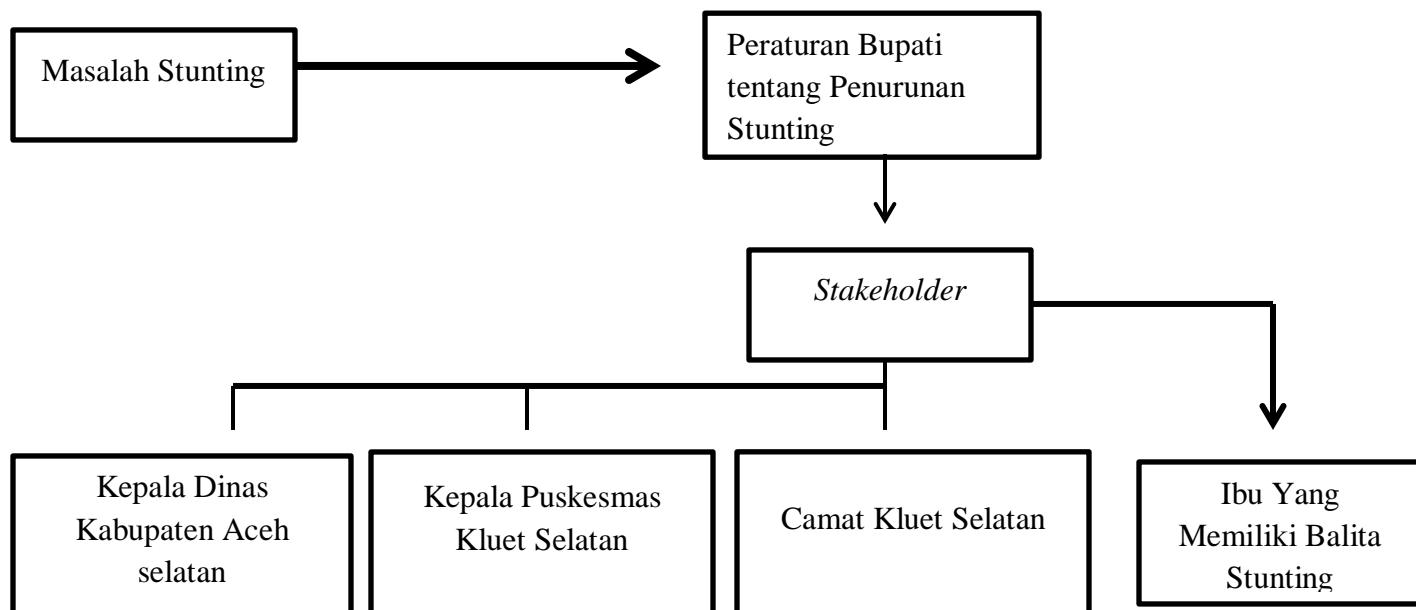 Masalah Stunting
Peraturan Bupati
tentang Penurunan
Stunting
Stakeholder
Kepala Dinas
Kabupaten Aceh
selatan
Kepala Puskesmas
Kluet Selatan
Camat Kluet Selatan
Ibu Yang
Memiliki Balita
Stunting